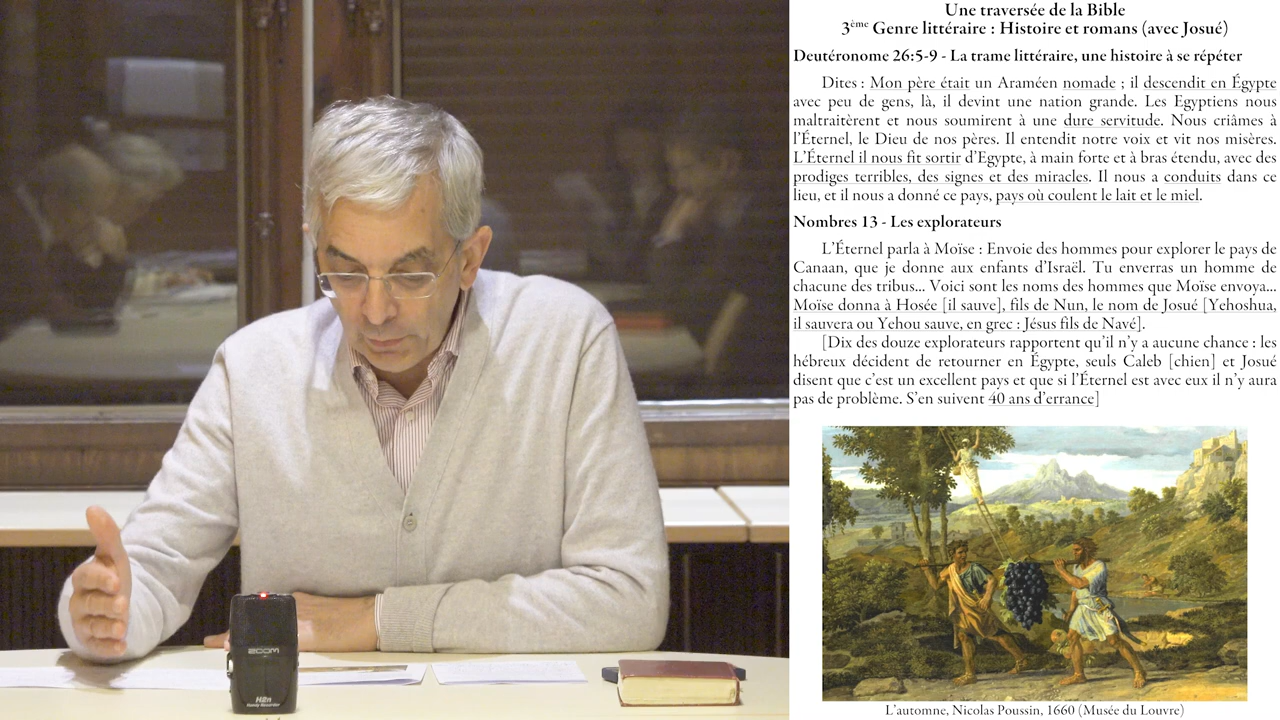 Une traversée de la Bible
3ème Genre littéraire : Histoire et romans (avec Josué)
Deutéronome 26:5-9 - La trame littéraire, une histoire à se répéter
Dites : Mon père était un Araméen nomade ; il descendit en Égypte
avec peu de gens, là, il devint une nation grande. Les Egyptiens nous
maltraitèrent et nous soumirent à une dure servitude. Nous criâmes à
l'Éternel, le Dieu de nos pères. Il entendit notre voix et vit nos misères.
L'Éternel il nous fit sortir d'Egypte, à main forte et à bras étendu, avec des
prodiges terribles, des signes et des miracles. Il nous a conduits dans ce
lieu, et il nous a donné ce pays, pays où coulent le lait et le miel.
Nombres 13 - Les explorateurs
L'Éternel parla à Moïse : Envoie des hommes pour explorer le pays de
Canaan, que je donne aux enfants d'Israël. Tu enverras un homme de
chacune des tribus... Voici sont les noms des hommes que Moïse envoya...
Moïse donna à Hosée [il sauve], fils de Nun, le nom de Josué [Yehoshua,
il sauvera ou Yehou sauve, en grec : Jésus fils de Navé].
[Dix des douze explorateurs rapportent qu'il n'y a aucune chance : les
hébreux décident de retourner en Égypte, seuls Caleb [chien] et Josué
disent que c'est un excellent pays et que si l'Éternel est avec eux il n'y aura
pas de problème. S'en suivent 40 ans d'errance]
L'automne, Nicolas Poussin, 1660 (Musée du Louvre)
ZOOM
H2n
Handy Recorder